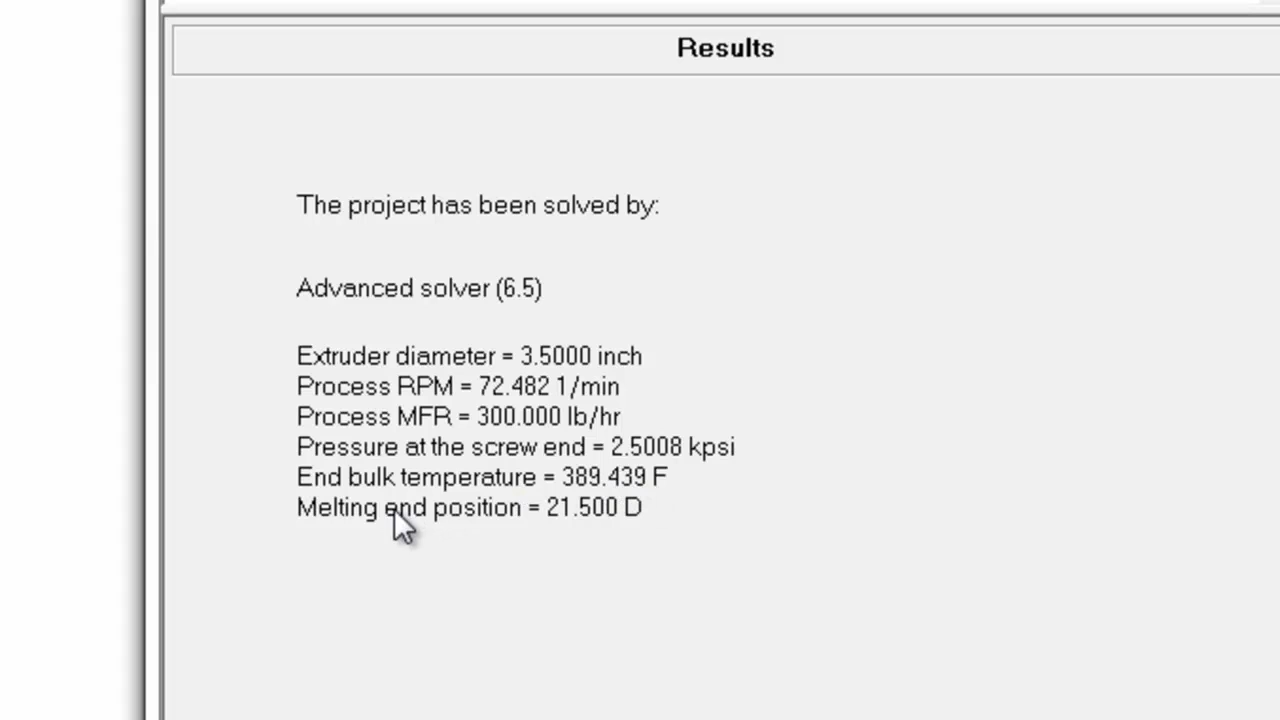 Results
The project has been solved by:
Advanced solver (6.5)
Extruder diameter = 3.5000 inch
Process RPM = 72.482 1/min
Process MFR = 300.000 lb/hr
Pressure at the screw end = 2.5008 kpsi
End bulk temperature = 389.439 F
Melting end position = 21.500 D